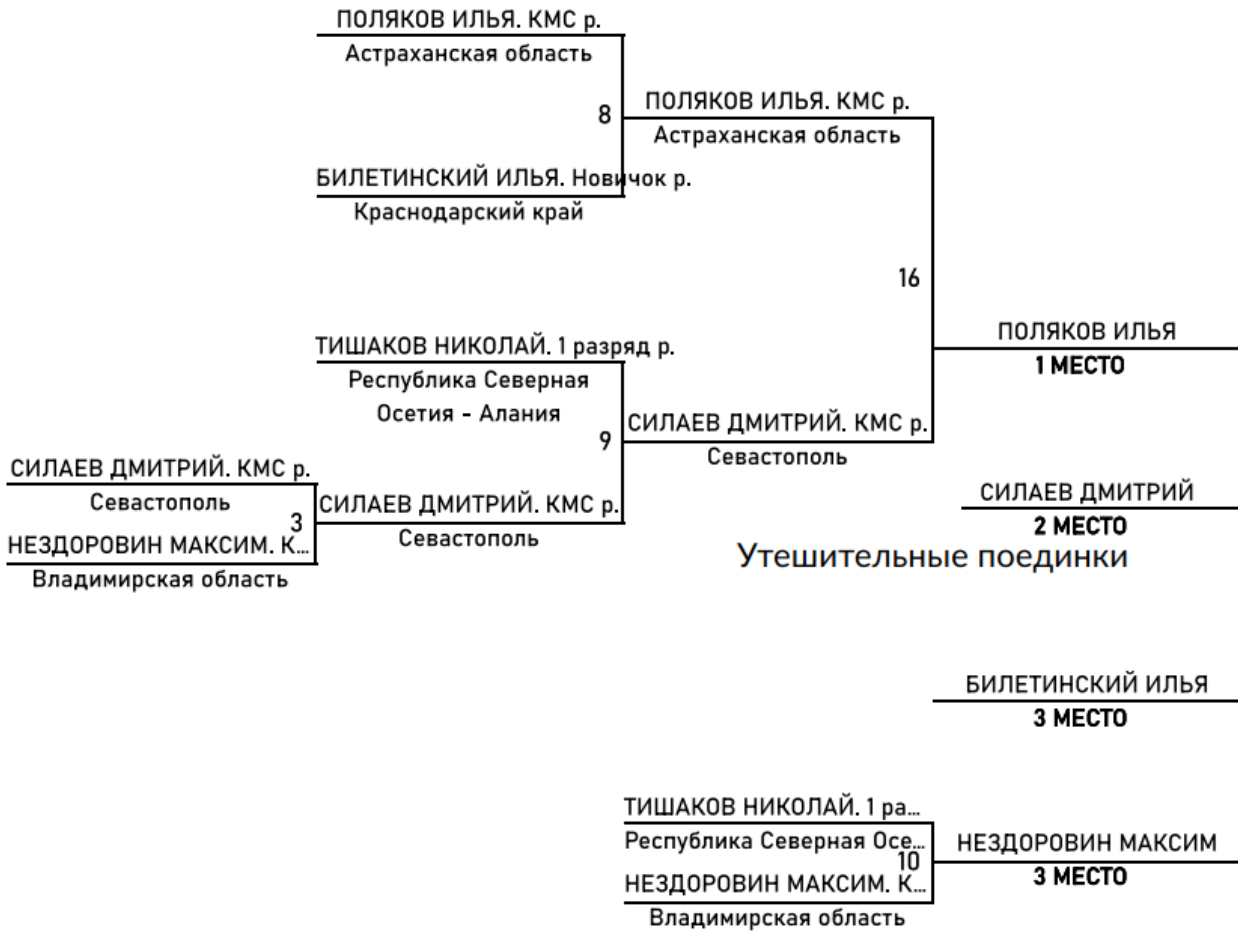 ПОЛЯКОВ ИЛЬЯ. КМС р.
Астраханская область
8
ПОЛЯКОВ ИЛЬЯ. КМС р.
Астраханская область
БИЛЕТИНСКИЙ ИЛЬЯ. Новичок р.
Краснодарский край
16
ПОЛЯКОВ ИЛЬЯ
1 МЕСТО
ТИШАКОВ НИКОЛАЙ. 1 разряд р.
Республика Северная
Осетия - Алания
9
СИЛАЕВ ДМИТРИЙ. КМС р.
Севастополь
СИЛАЕВ ДМИТРИЙ. КМС р.
Севастополь
3
НЕЗДОРОВИН МАКСИМ. К...
Владимирская область
СИЛАЕВ ДМИТРИЙ. КМС р.
Севастополь
СИЛАЕВ ДМИТРИЙ
2 МЕСТО
Утешительные поединки
БИЛЕТИНСКИЙ ИЛЬЯ
3 МЕСТО
ТИШАКОВ НИКОЛАЙ. 1 ра...
Республика Северная Осе...
10
НЕЗДОРОВИН МАКСИМ. К...
Владимирская область
НЕЗДОРОВИН МАКСИМ
3 МЕСТО